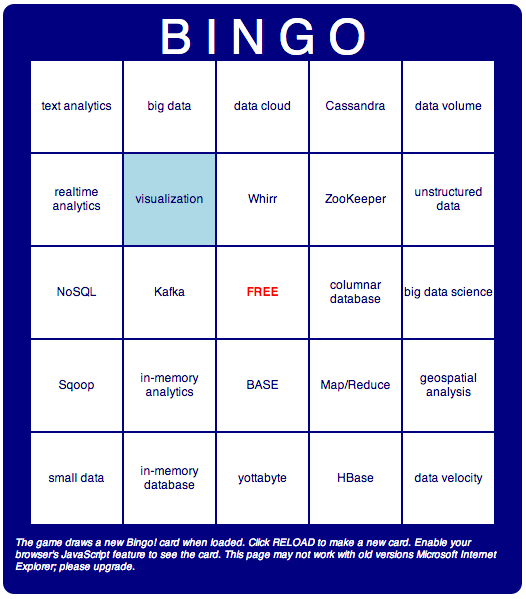 BINGO
text analytics big data data cloud Cassandra data volume
realtime analytics visualization Whirr ZooKeeper unstructured data
NoSQL Kafka FREE columnar database big data science
Sqoop in-memory analytics BASE Map/Reduce geospatial analysis
small data in-memory database yottabyte HBase data velocity
The game draws a new Bingo! card when loaded. Click RELOAD to make a new card. Enable your
browser's JavaScript feature to see the card. This page may not work with old versions Microsoft Internet
Explorer; please upgrade.